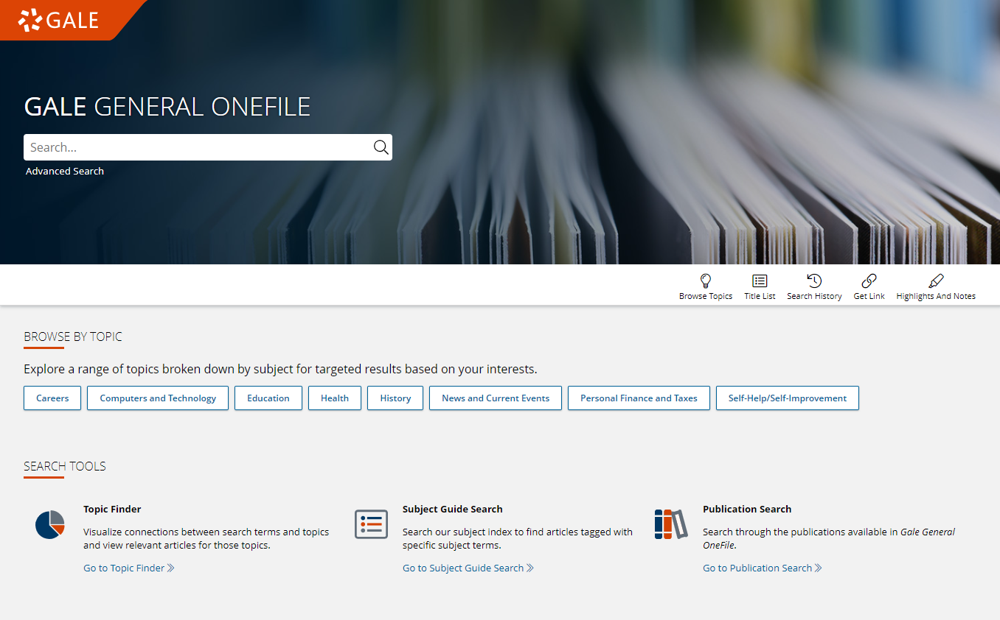 GALE
GALE GENERAL ONEFILE
Search...
Advanced Search
Browse Topics
Title List
Search History
Get Link
Highlights And Notes
BROWSE BY TOPIC
Explore a range of topics broken down by subject for targeted results based on your interests.
Careers
Computers and Technology
Education
Health
History
News and Current Events
Personal Finance and Taxes
Self-Help/Self-Improvement
SEARCH TOOLS
Topic Finder
Visualize connections between search terms and topics
and view relevant articles for those topics.
Go to Topic Finder
Subject Guide Search
Search our subject index to find articles tagged with
specific subject terms.
Go to Subject Guide Search
Publication Search
Search through the publications available in Gale General
OneFile.
Go to Publication Search